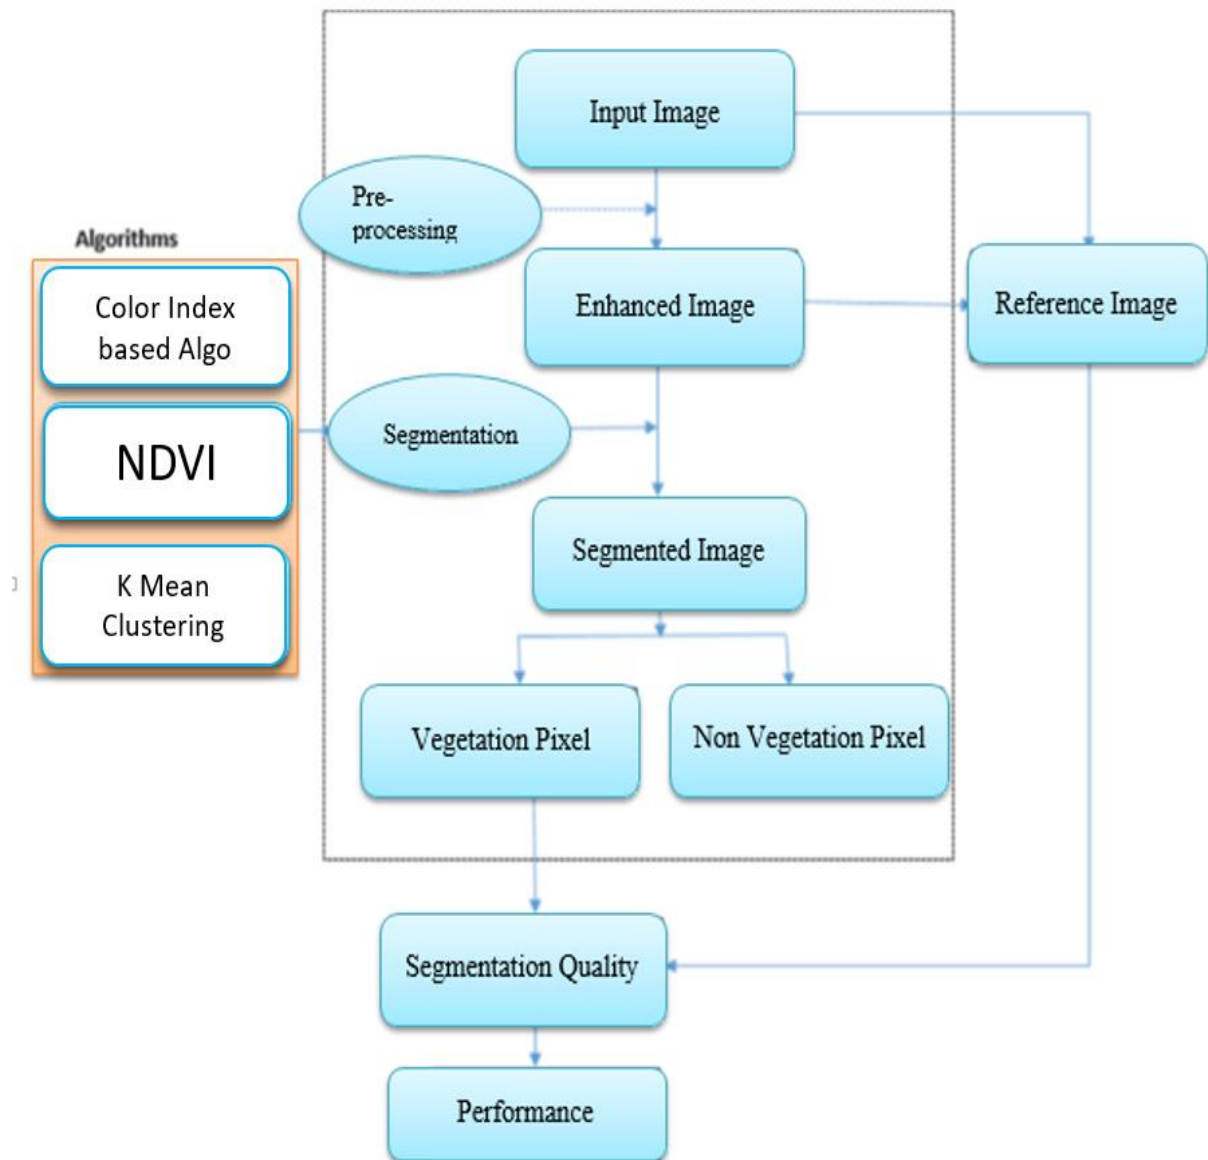 Input Image
Pre-
processing
Algorithms
Color Index
based Algo
Enhanced Image
Reference Image
NDVI
Segmentation
Segmented Image
K Mean
Clustering
Vegetation Pixel
Non Vegetation Pixel
Segmentation Quality
Performance